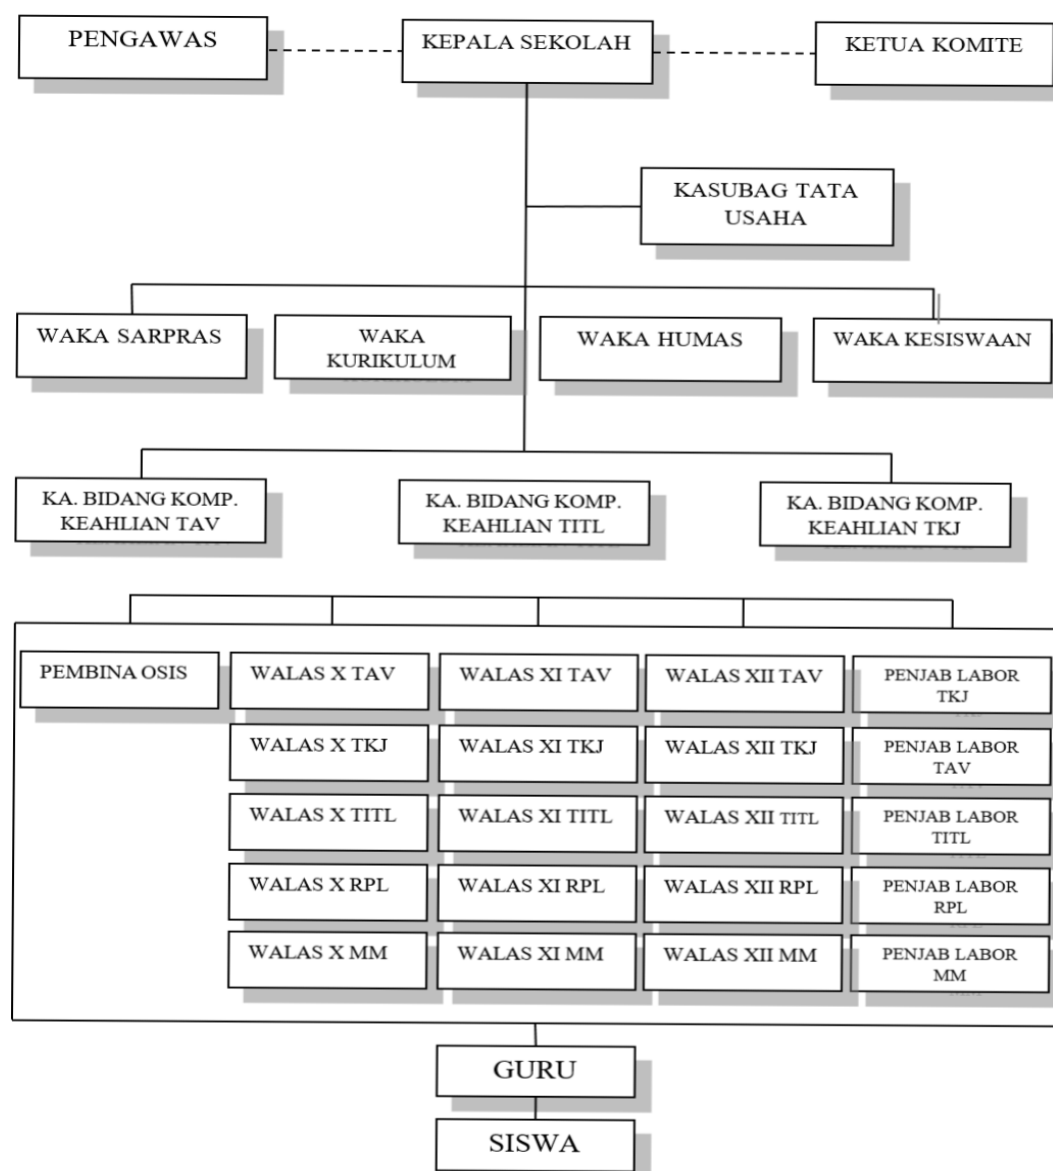 PENGAWAS
KEPALA SEKOLAH
KETUA KOMITE
KASUBAG TATA
USAHA
WAKA SARPRAS
WAKA
KURIKULUM
WAKA HUMAS
WAKA KESISWAAN
KA. BIDANG KOMP.
KEAHLIAN TAV
KA. BIDANG KOMP.
KEAHLIAN TITL
KA. BIDANG KOMP.
KEAHLIAN TKJ
PEMBINA OSIS
WALAS X TAV
WALAS XI TAV
WALAS XII TAV
PENJAB LABOR
TKJ
WALAS X TKJ
WALAS XI TKJ
WALAS XII TKJ
PENJAB LABOR
TAV
WALAS X TITL
WALAS XI TITL
WALAS XII TITL
PENJAB LABOR
TITL
WALAS X RPL
WALAS XI RPL
WALAS XII RPL
PENJAB LABOR
RPL
WALAS X MM
WALAS XI MM
WALAS XII MM
PENJAB LABOR
MM
GURU
SISWA